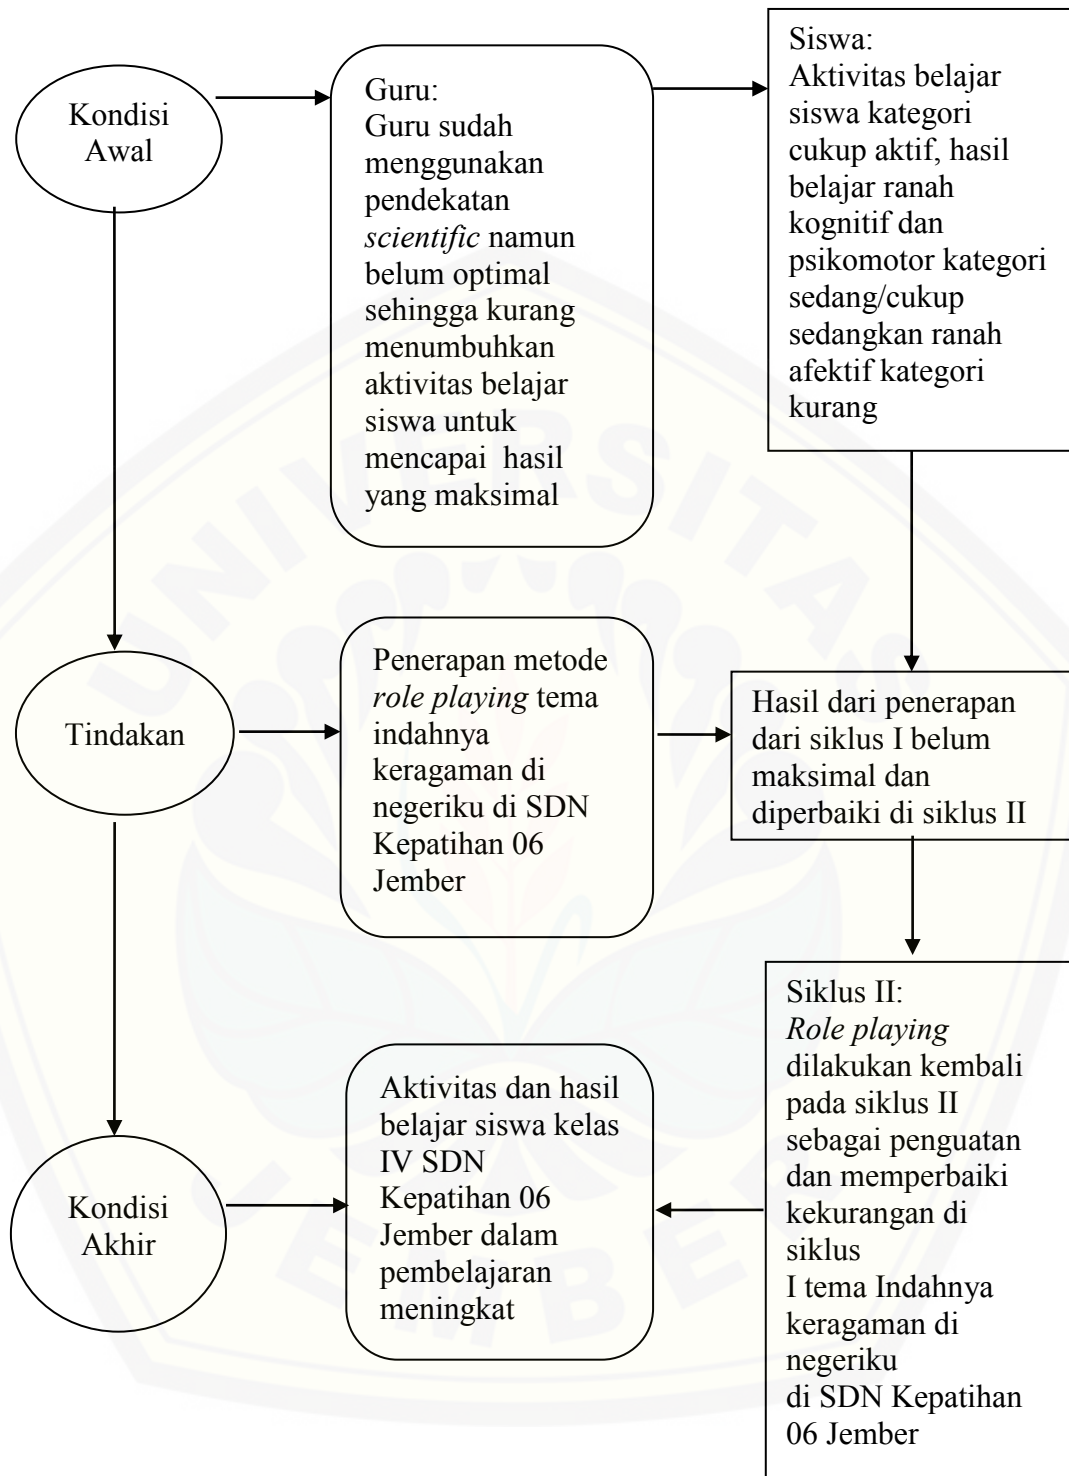 Kondisi
Awal
Guru:
Guru sudah
menggunakan
pendekatan
scientific namun
belum optimal
sehingga kurang
menumbuhkan
aktivitas belajar
siswa untuk
mencapai hasil
yang maksimal
Siswa:
Aktivitas belajar
siswa kategori
cukup aktif, hasil
belajar ranah
kognitif dan
psikomotor kategori
sedang/cukup
sedangkan ranah
afektif kategori
kurang
Tindakan
Penerapan metode
role playing tema
indahnya
keragaman di
negeriku di SDN
Kepatihan 06
Jember
Hasil dari penerapan
dari siklus I belum
maksimal dan
diperbaiki di siklus II
Kondisi
Akhir
Aktivitas dan hasil
belajar siswa kelas
IV SDN
Kepatihan 06
Jember dalam
pembelajaran
meningkat
Siklus II:
Role playing
dilakukan kembali
pada siklus II
sebagai penguatan
dan memperbaiki
kekurangan di
siklus
I tema Indahnya
keragaman di
negeriku
di SDN Kepatihan
06 Jember
UNIVERSITAS
JEMBER